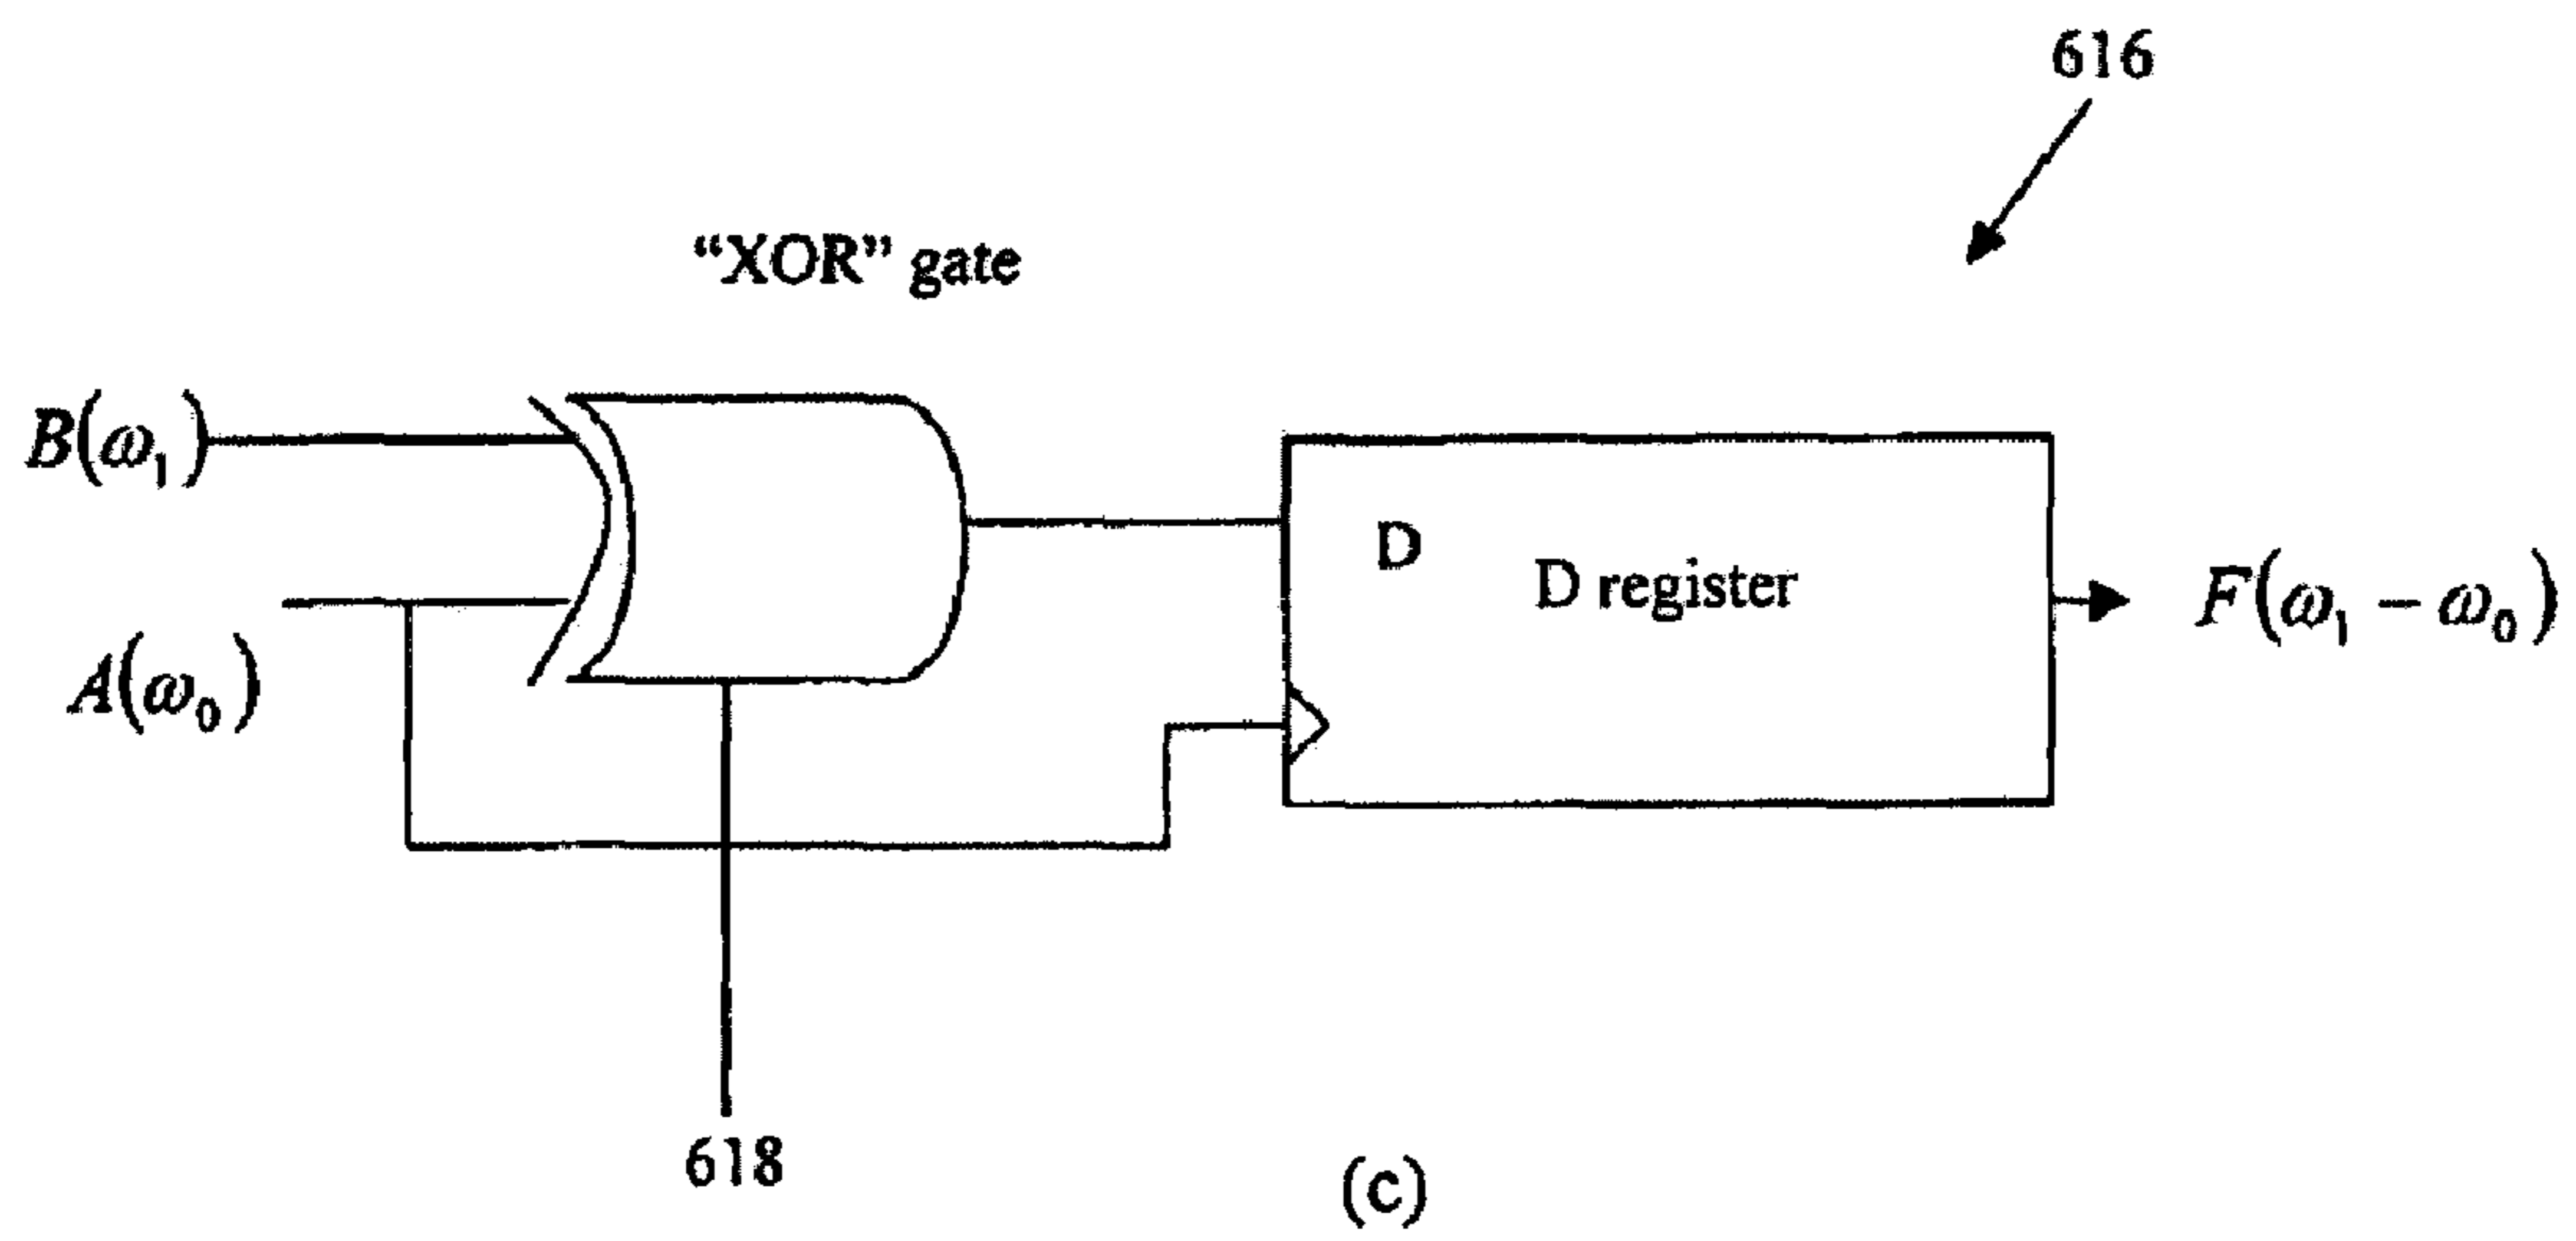 616
“XOR” gate
B(ω₁)
D
D register
F(ω₁ − ω₀)
A(ω₀)
618
(c)